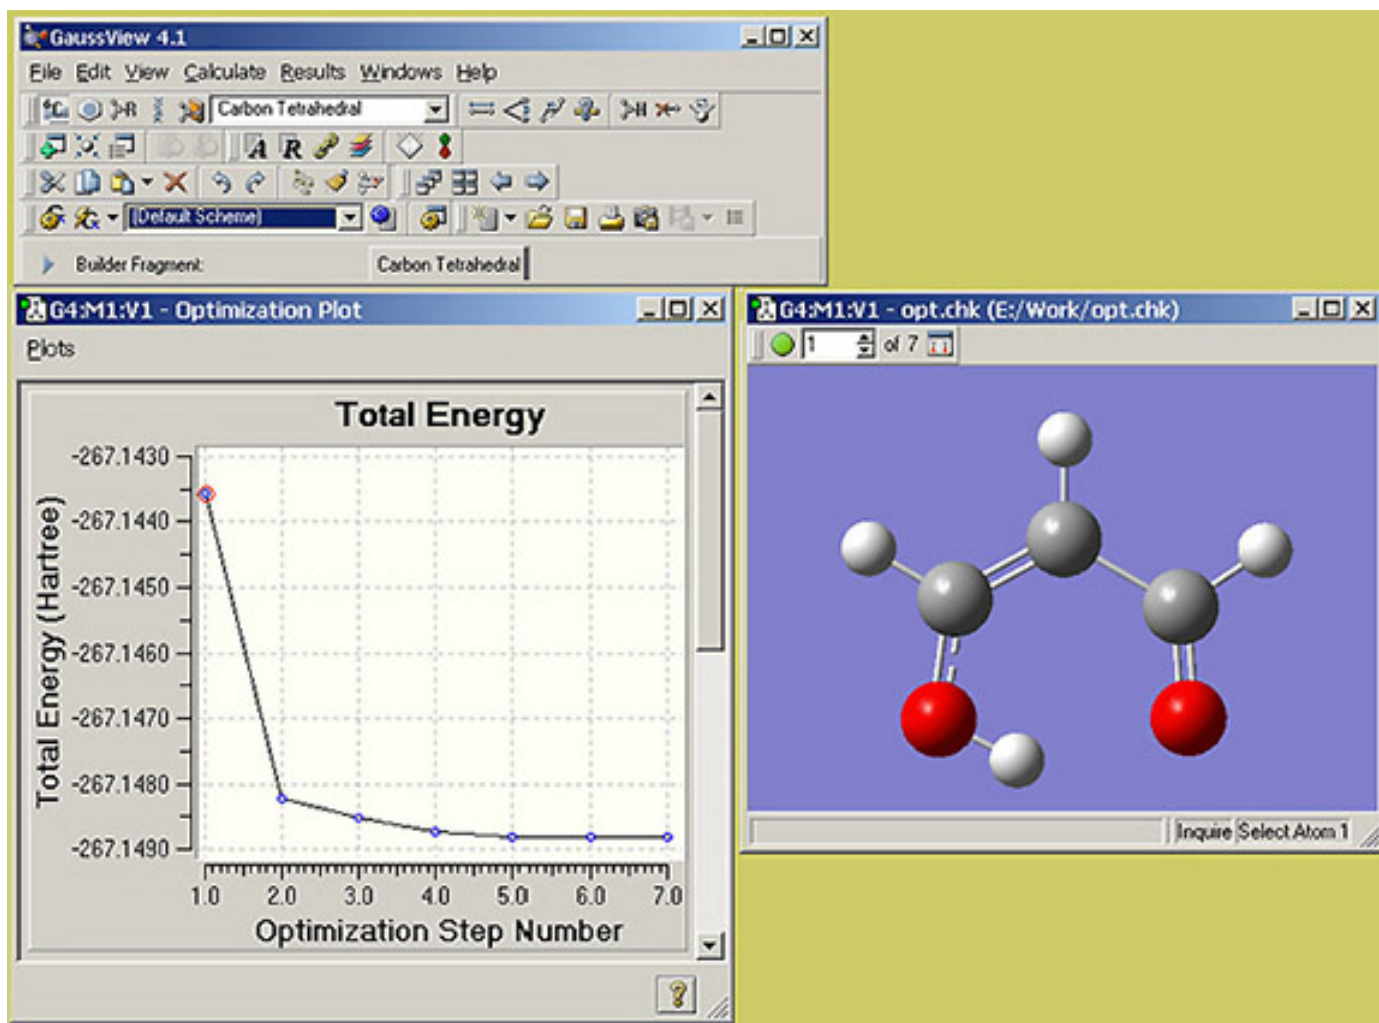 GaussView 4.1
File Edit View Calculate Results Windows Help
Carbon Tetrahedral
(Default Scheme)
Builder Fragment: Carbon Tetrahedral
G4:M1:V1 - Optimization Plot
Plots
Total Energy
Total Energy (Hartree)
-267.1430
-267.1440
-267.1450
-267.1460
-267.1470
-267.1480
-267.1490
1.0 2.0 3.0 4.0 5.0 6.0 7.0
Optimization Step Number
G4:M1:V1 - opt.chk (E:/Work/opt.chk)
1 of 7
Inquire Select Atom 1